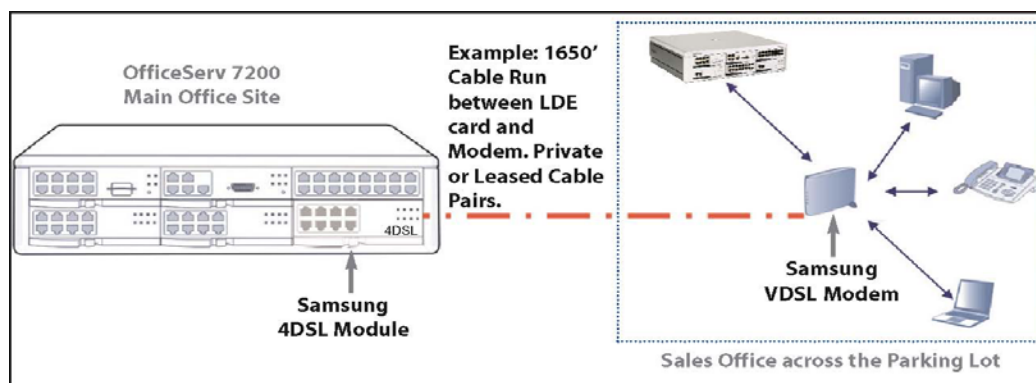 OfficeServ 7200
Main Office Site
Example: 1650’
Cable Run
between LDE
card and
Modem. Private
or Leased Cable
Pairs.
4DSL
Samsung
4DSL Module
Samsung
VDSL Modem
Sales Office across the Parking Lot